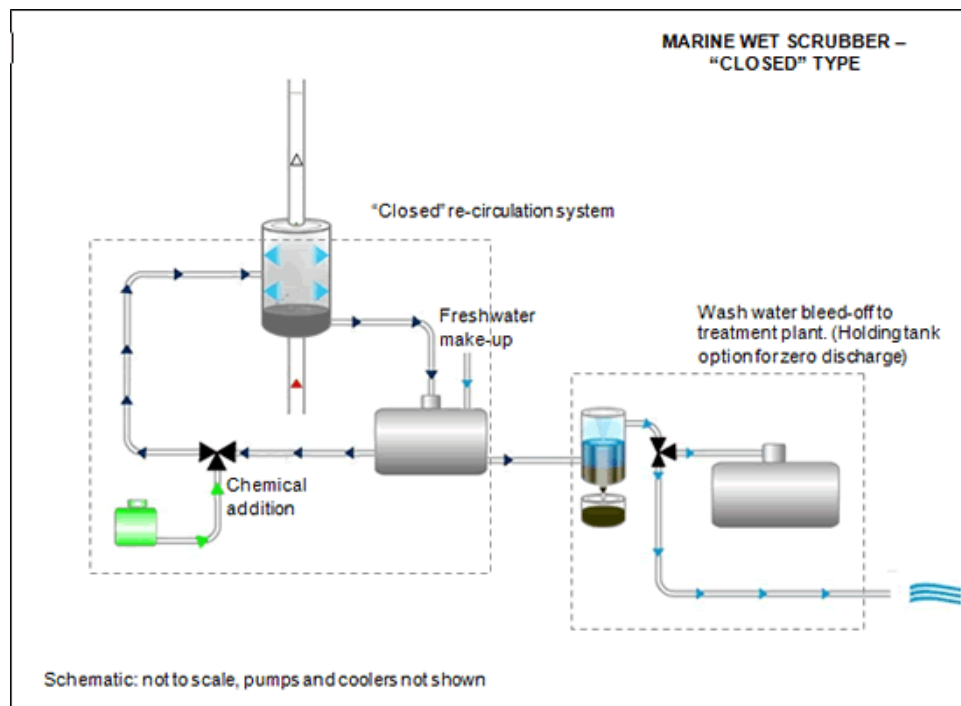 MARINE WET SCRUBBER –
“CLOSED” TYPE
“Closed” re-circulation system
Freshwater
make-up
Wash water bleed-off to
treatment plant. (Holding tank
option for zero discharge)
Chemical
addition
Schematic: not to scale, pumps and coolers not shown